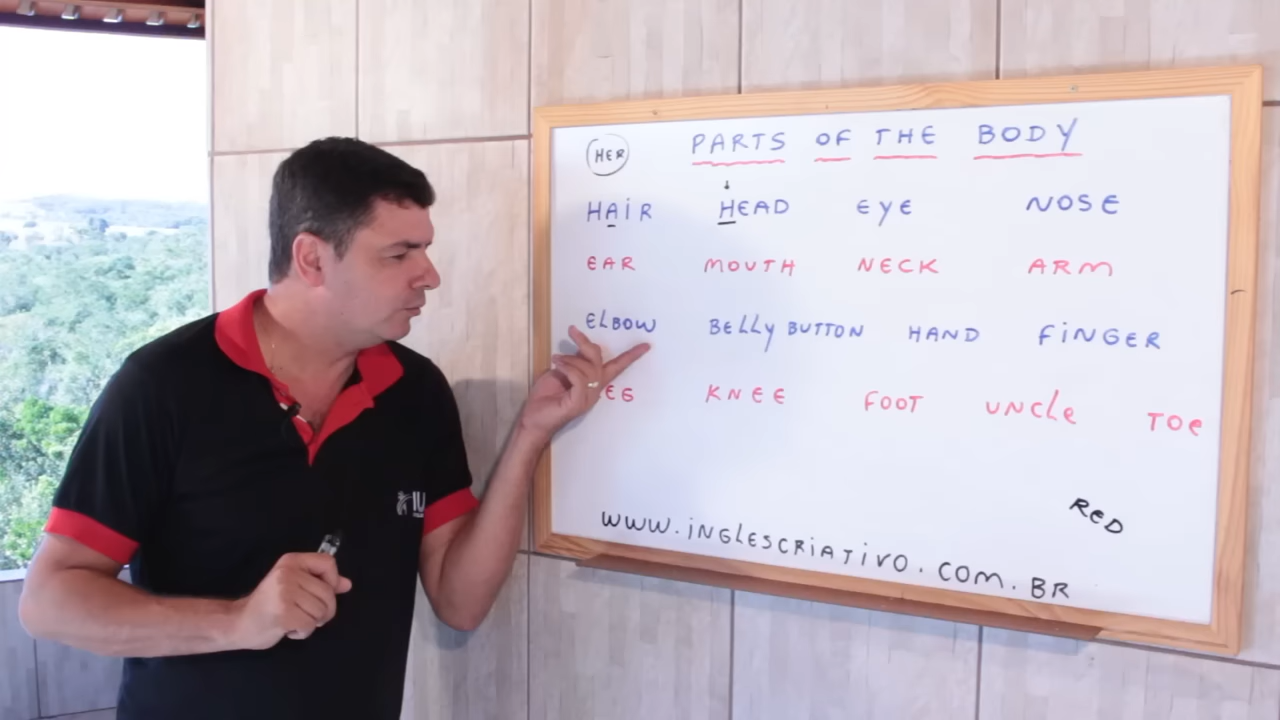 HER PARTS OF THE BODY
HAIR HEAD EYE NOSE
EAR MOUTH NECK ARM
ELBOW BELLY BUTTON HAND FINGER
KNEE FOOT UNCLE TOE
RED
WWW.INGLESCRIATIVO.COM.BR